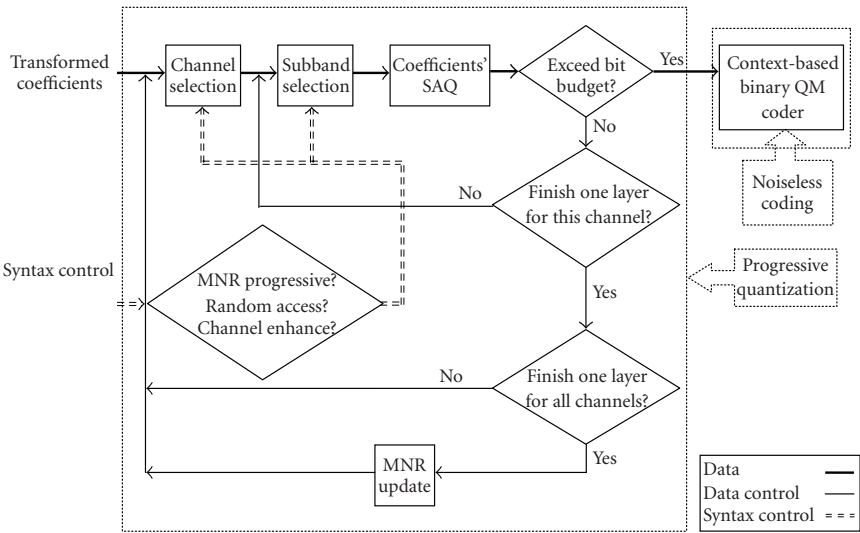 Transformed
coefficients
Channel
selection
Subband
selection
Coefficients'
SAQ
Exceed bit
budget?
Yes
Context-based
binary QM
coder
No
Noiseless
coding
Finish one layer
for this channel?
No
Syntax control
MNR progressive?
Random access?
Channel enhance?
Progressive
quantization
Yes
Finish one layer
for all channels?
No
Yes
MNR
update
Data
Data control
Syntax control